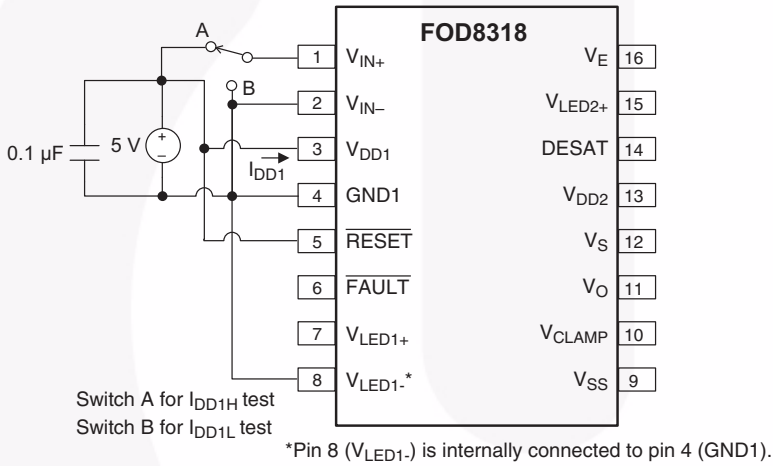 FOD8318
A
B
0.1 µF
5 V
+
–
I_DD1
1 V_IN+
2 V_IN–
3 V_DD1
4 GND1
5 R̅E̅S̅E̅T̅
6 F̅A̅U̅L̅T̅
7 V_LED1+
8 V_LED1-*
V_E 16
V_LED2+ 15
DESAT 14
V_DD2 13
V_S 12
V_O 11
V_CLAMP 10
V_SS 9
Switch A for I_DD1H test
Switch B for I_DD1L test
*Pin 8 (V_LED1-) is internally connected to pin 4 (GND1).